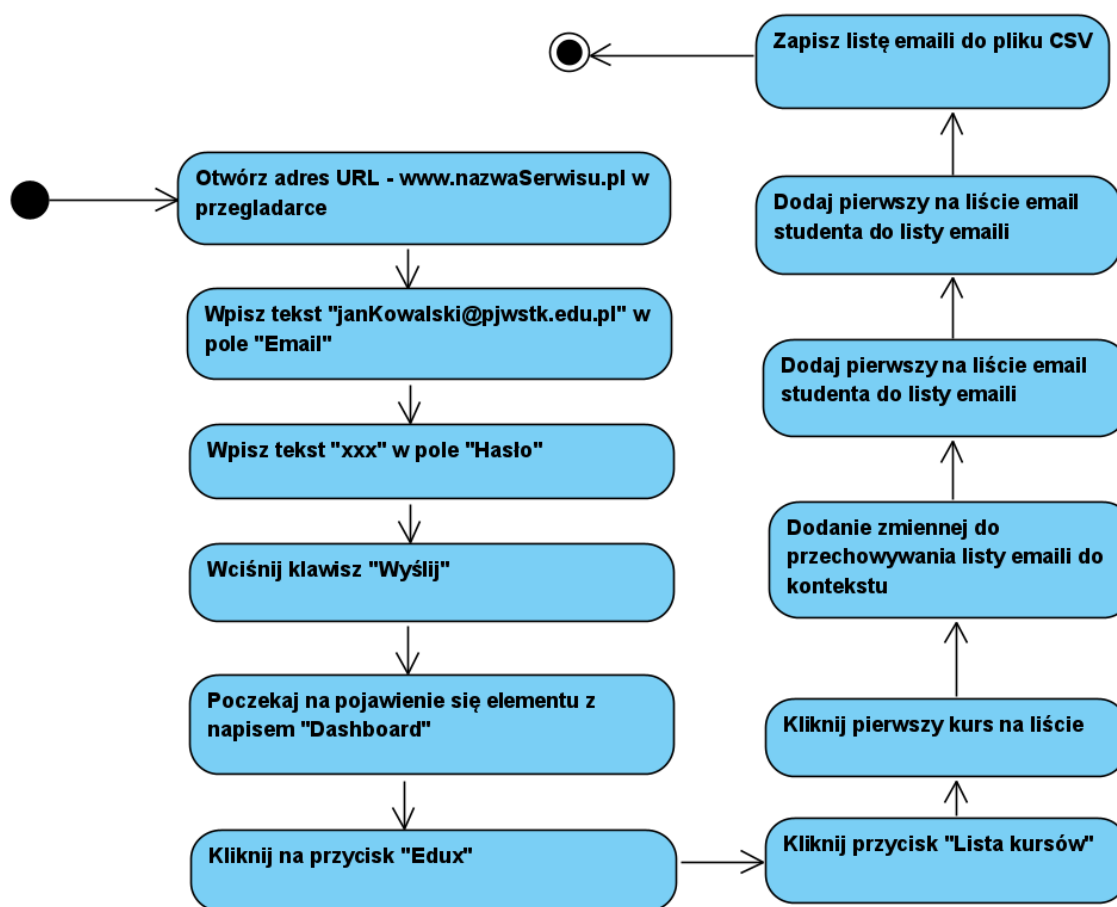 Otwórz adres URL - www.nazwaSerwisu.pl w
przegladarce
Wpisz tekst "janKowalski@pjwstk.edu.pl" w
pole "Email"
Wpisz tekst "xxx" w pole "Hasło"
Wciśnij klawisz "Wyślij"
Poczekaj na pojawienie się elementu z
napisem "Dashboard"
Kliknij na przycisk "Edux"
Kliknij przycisk "Lista kursów"
Kliknij pierwszy kurs na liście
Dodanie zmiennej do
przechowywania listy emaili do
kontekstu
Dodaj pierwszy na liście email
studenta do listy emaili
Dodaj pierwszy na liście email
studenta do listy emaili
Zapisz listę emaili do pliku CSV